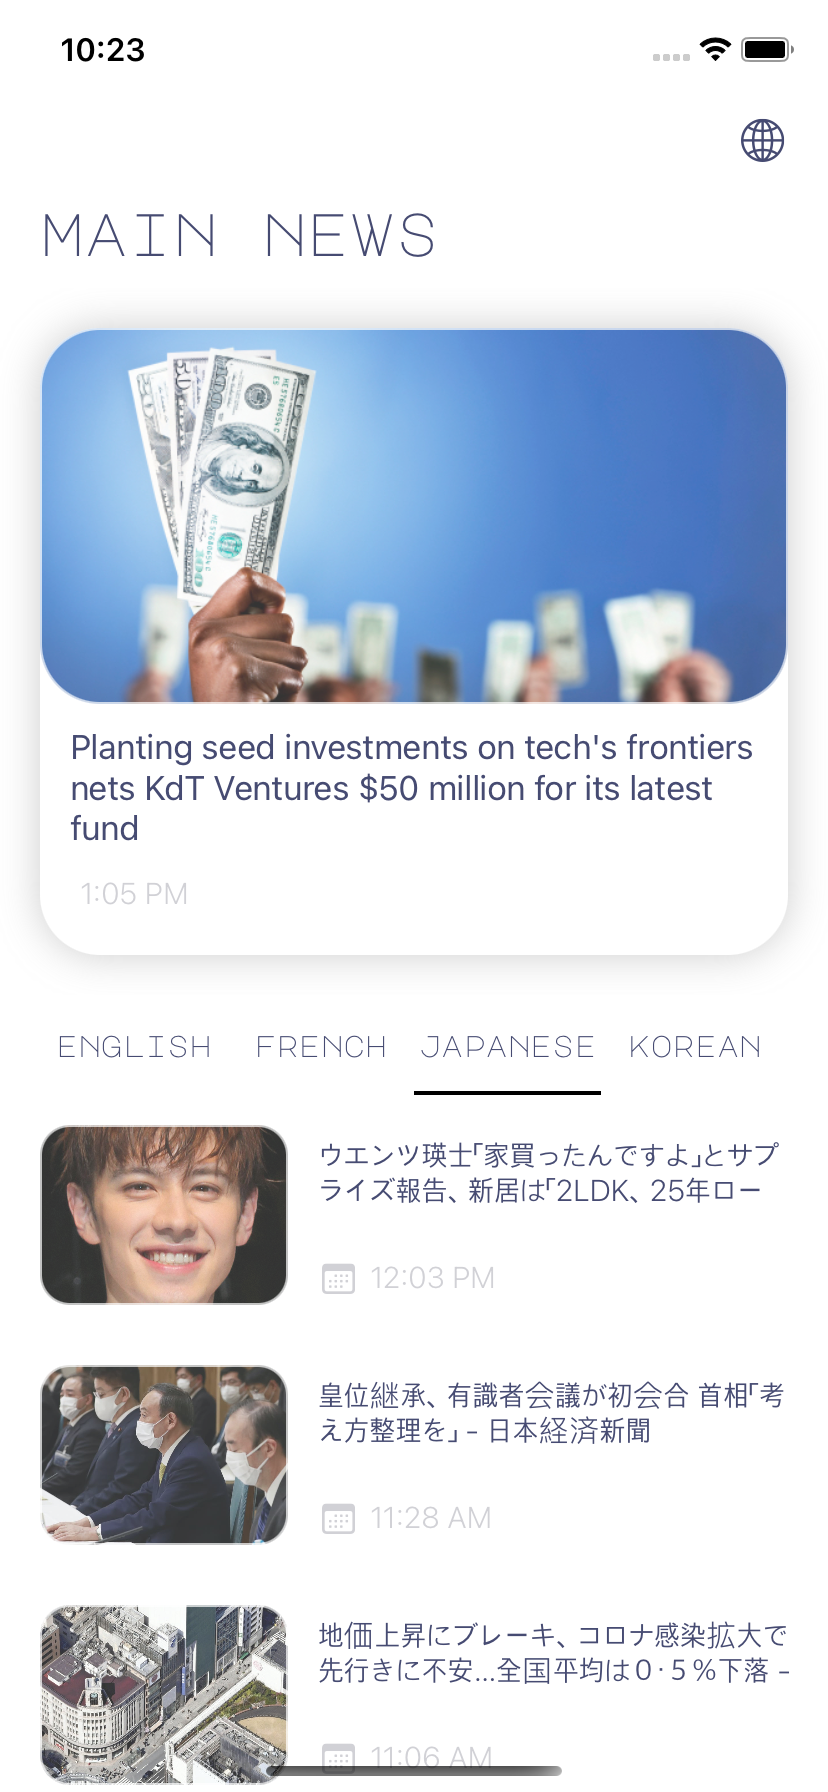 10:23
MAIN NEWS
Planting seed investments on tech's frontiers
nets KdT Ventures $50 million for its latest
fund
1:05 PM
ENGLISH FRENCH JAPANESE KOREAN
ウエンツ瑛士「家買ったんですよ」とサプ
ライズ報告、新居は「2LDK、25年ロー
12:03 PM
皇位継承、有識者会議が初会合 首相「考
え方整理を」 - 日本経済新聞
11:28 AM
地価上昇にブレーキ、コロナ感染拡大で
先行きに不安…全国平均は０·５％下落 -
11:06 AM